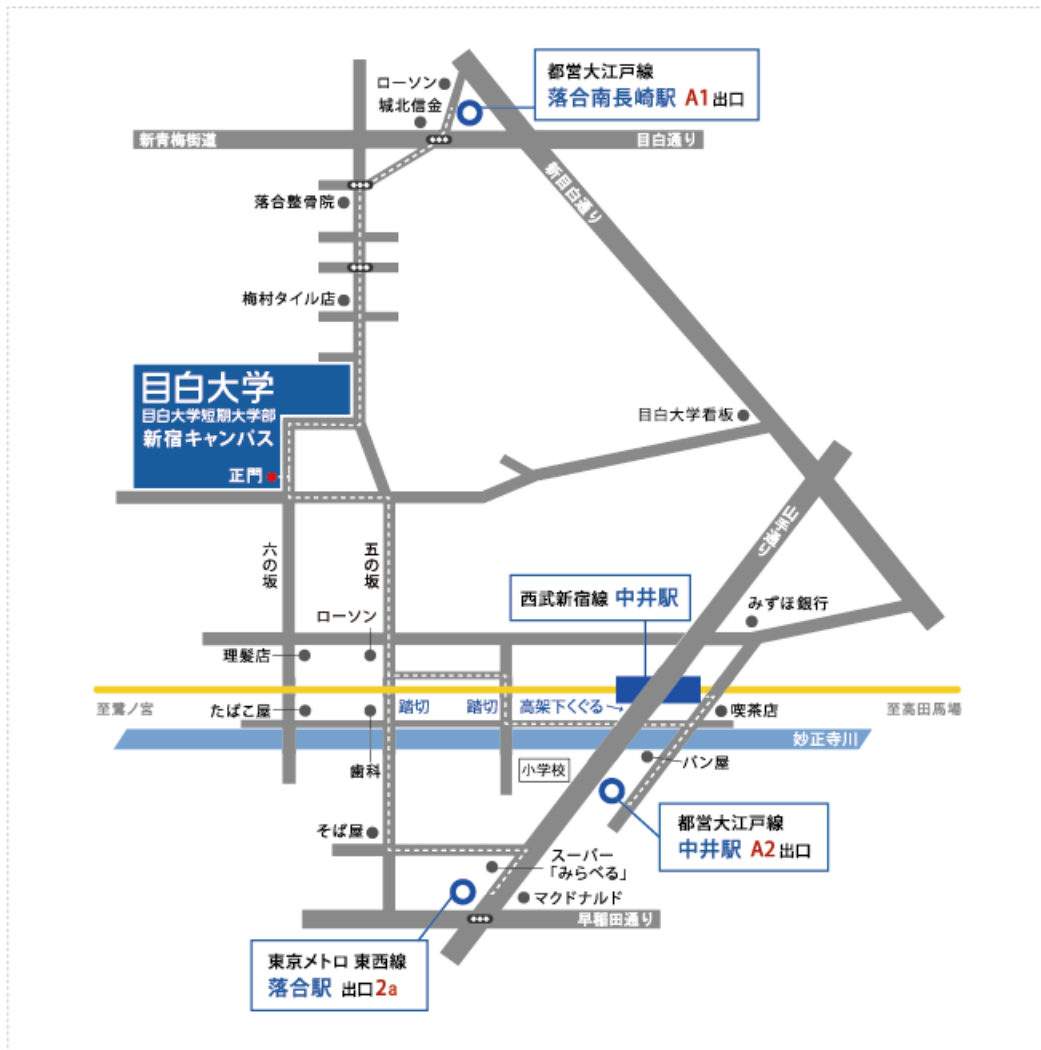 都営大江戸線
落合南長崎駅 A1出口
ローソン
城北信金
新青梅街道
目白通り
新目白通り
落合整骨院
梅村タイル店
目白大学
目白大学短期大学部
新宿キャンパス
正門
目白大学看板
山手通り
六の坂
五の坂
西武新宿線 中井駅
みずほ銀行
ローソン
理髪店
至鷺ノ宮
たばこ屋
踏切
踏切
高架下くぐる→
喫茶店
至高田馬場
妙正寺川
歯科
小学校
パン屋
そば屋
都営大江戸線
中井駅 A2出口
スーパー
「みらべる」
マクドナルド
早稲田通り
東京メトロ 東西線
落合駅 出口2a